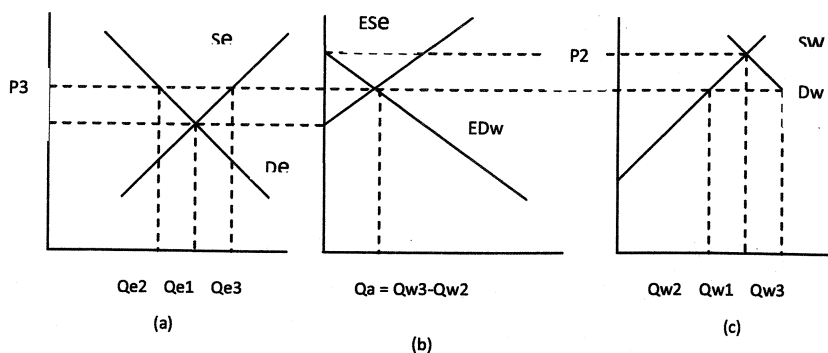 Se
ESe
P2
Sw
P3
Dw
EDw
De
Qe2 Qe1 Qe3
Qa = Qw3-Qw2
Qw2 Qw1 Qw3
(a)
(b)
(c)